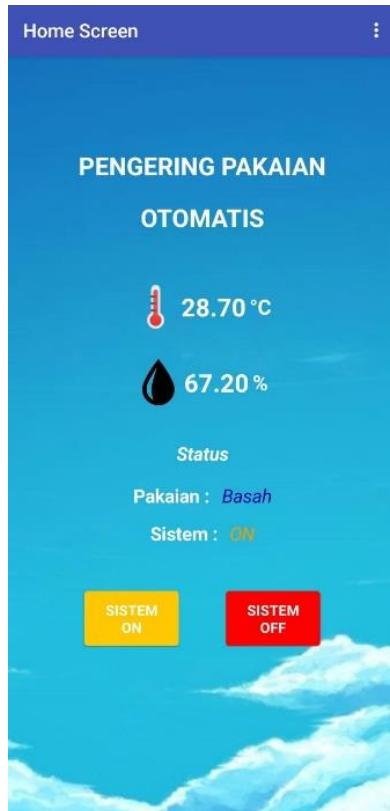 Home Screen
PENGERING PAKAIAN
OTOMATIS
28.70 °C
67.20 %
Status
Pakaian : Basah
Sistem : ON
SISTEM
ON
SISTEM
OFF